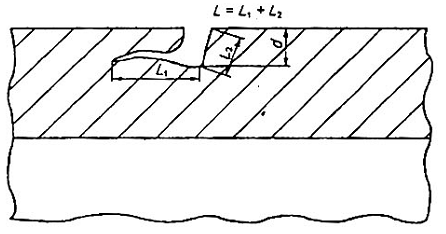 L = L₁ + L₂
L₂
d
L₁